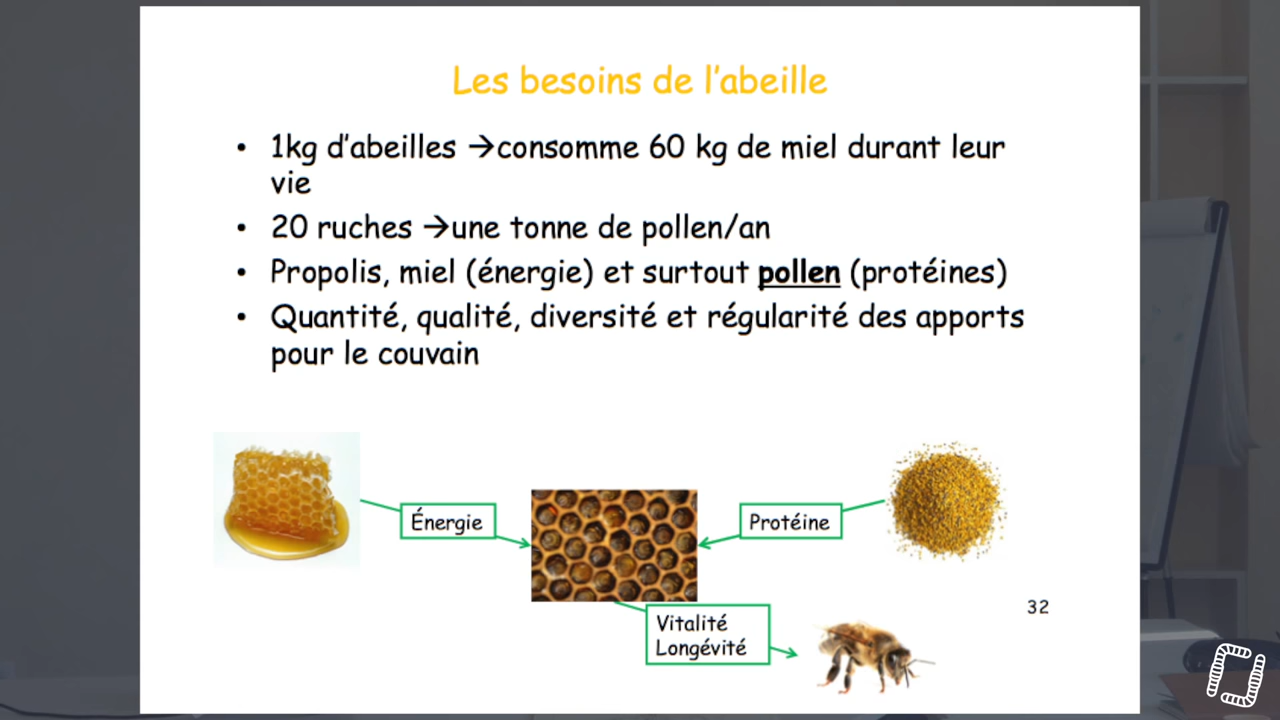 Les besoins de l'abeille
• 1kg d'abeilles →consomme 60 kg de miel durant leur
vie
• 20 ruches →une tonne de pollen/an
• Propolis, miel (énergie) et surtout pollen (protéines)
• Quantité, qualité, diversité et régularité des apports
pour le couvain
Énergie
Protéine
Vitalité
Longévité
32